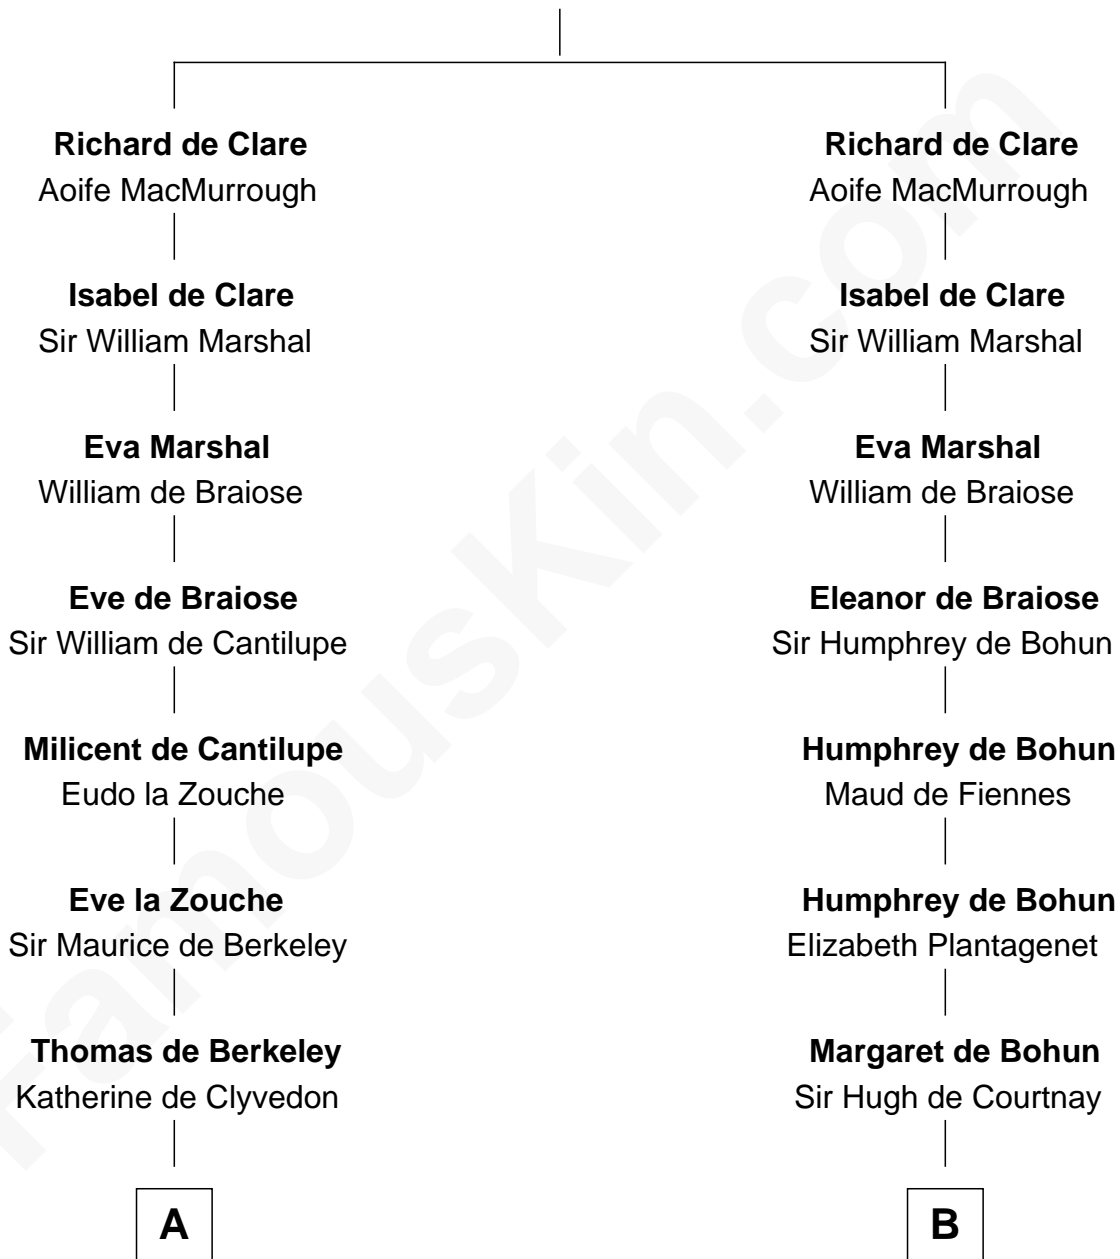 Richard de Clare
Aoife MacMurrough
Isabel de Clare
Sir William Marshal
Eva Marshal
William de Braiose
Eve de Braiose
Sir William de Cantilupe
Milicent de Cantilupe
Eudo la Zouche
Eve la Zouche
Sir Maurice de Berkeley
Thomas de Berkeley
Katherine de Clyvedon
A
Richard de Clare
Aoife MacMurrough
Isabel de Clare
Sir William Marshal
Eva Marshal
William de Braiose
Eleanor de Braiose
Sir Humphrey de Bohun
Humphrey de Bohun
Maud de Fiennes
Humphrey de Bohun
Elizabeth Plantagenet
Margaret de Bohun
Sir Hugh de Courtnay
B
FamousKin.com